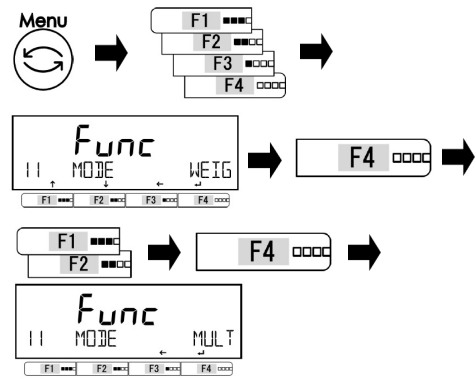 Menu
F1
F2
F3
F4
Func
11 MODE WEIG
F1 F2 F3 F4
F4
F1
F2
F4
Func
11 MODE MULT
F1 F2 F3 F4